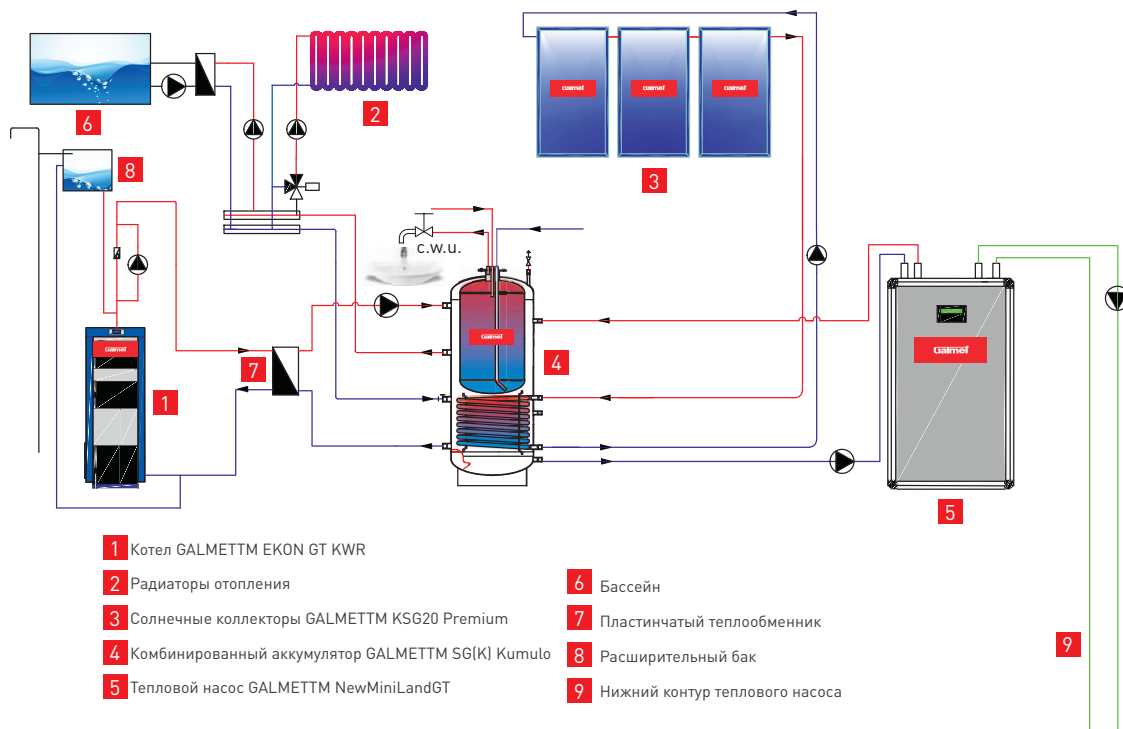 Galmet
Galmet
Galmet
6
2
3
8
c.w.u.
Galmet
Galmet
Galmet
7
4
1
5
1 Котел GALMETTM EKON GT KWR
2 Радиаторы отопления
3 Солнечные коллекторы GALMETTM KSG20 Premium
4 Комбинированный аккумулятор GALMETTM SG(K) Kumulo
5 Тепловой насос GALMETTM NewMiniLandGT
6 Бассейн
7 Пластинчатый теплообменник
8 Расширительный бак
9 Нижний контур теплового насоса
9